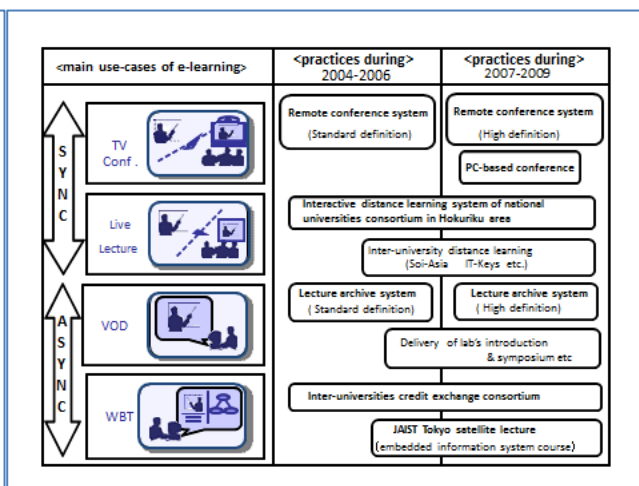 <main use-cases of e-learning>
<practices during>
2004-2006
<practices during>
2007-2009
SYNC
TV
Conf .
Remote conference system
(Standard definition)
Remote conference system
(High definition)
PC-based conference
Live
Lecture
Interactive distance learning system of national
universities consortium in Hokuriku area
Inter-university distance learning
(Soi-Asia IT-Keys etc.)
ASYNC
VOD
Lecture archive system
( Standard definition)
Lecture archive system
( High definition)
Delivery of lab's introduction
& symposium etc
WBT
Inter-universities credit exchange consortium
JAIST Tokyo satellite lecture
(embedded information system course)